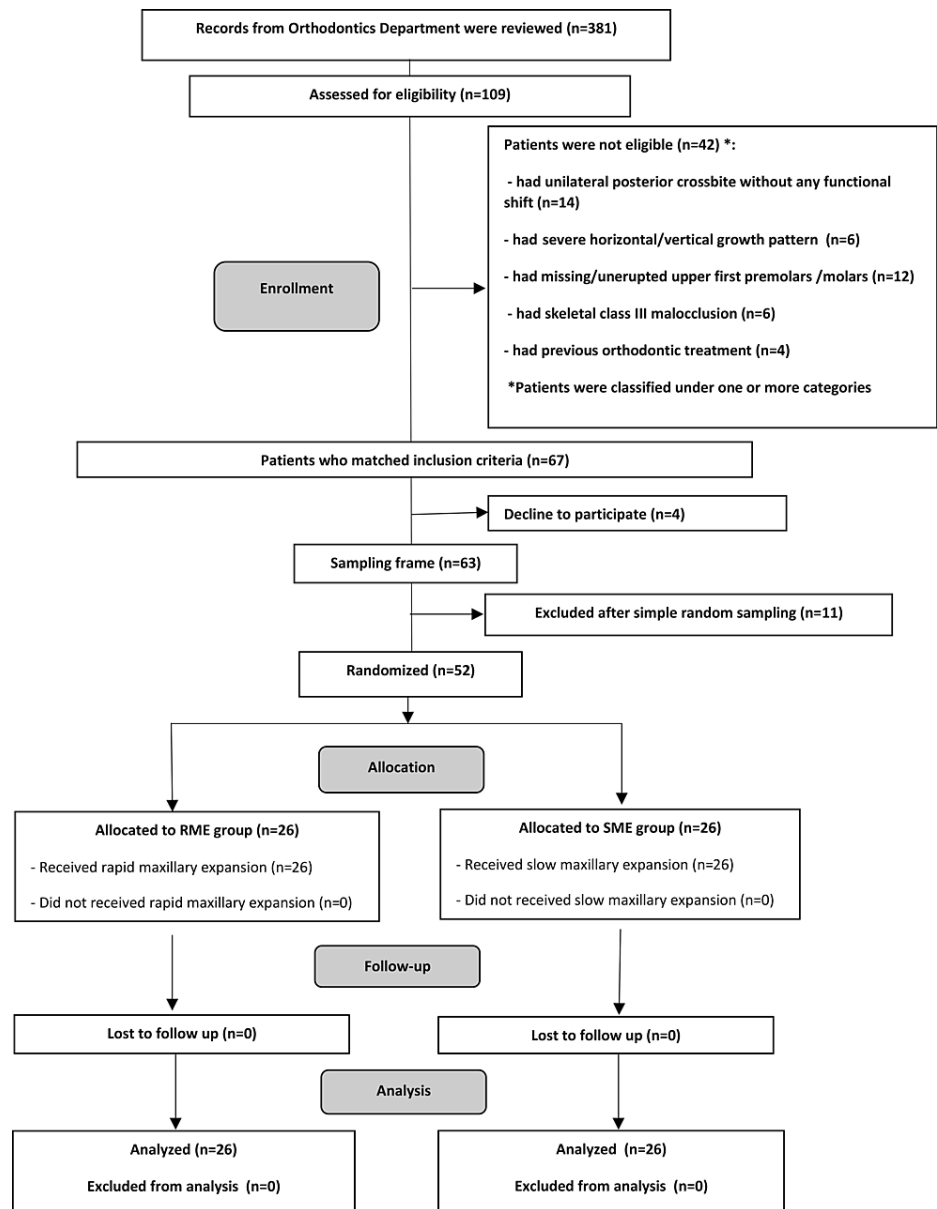 Records from Orthodontics Department were reviewed (n=381)
Assessed for eligibility (n=109)
Patients were not eligible (n=42) *:
- had unilateral posterior crossbite without any functional
shift (n=14)
- had severe horizontal/vertical growth pattern (n=6)
- had missing/unerupted upper first premolars /molars (n=12)
- had skeletal class III malocclusion (n=6)
- had previous orthodontic treatment (n=4)
*Patients were classified under one or more categories
Enrollment
Patients who matched inclusion criteria (n=67)
Decline to participate (n=4)
Sampling frame (n=63)
Excluded after simple random sampling (n=11)
Randomized (n=52)
Allocation
Allocated to RME group (n=26)
- Received rapid maxillary expansion (n=26)
- Did not received rapid maxillary expansion (n=0)
Allocated to SME group (n=26)
- Received slow maxillary expansion (n=26)
- Did not received slow maxillary expansion (n=0)
Follow-up
Lost to follow up (n=0)
Lost to follow up (n=0)
Analysis
Analyzed (n=26)
Excluded from analysis (n=0)
Analyzed (n=26)
Excluded from analysis (n=0)